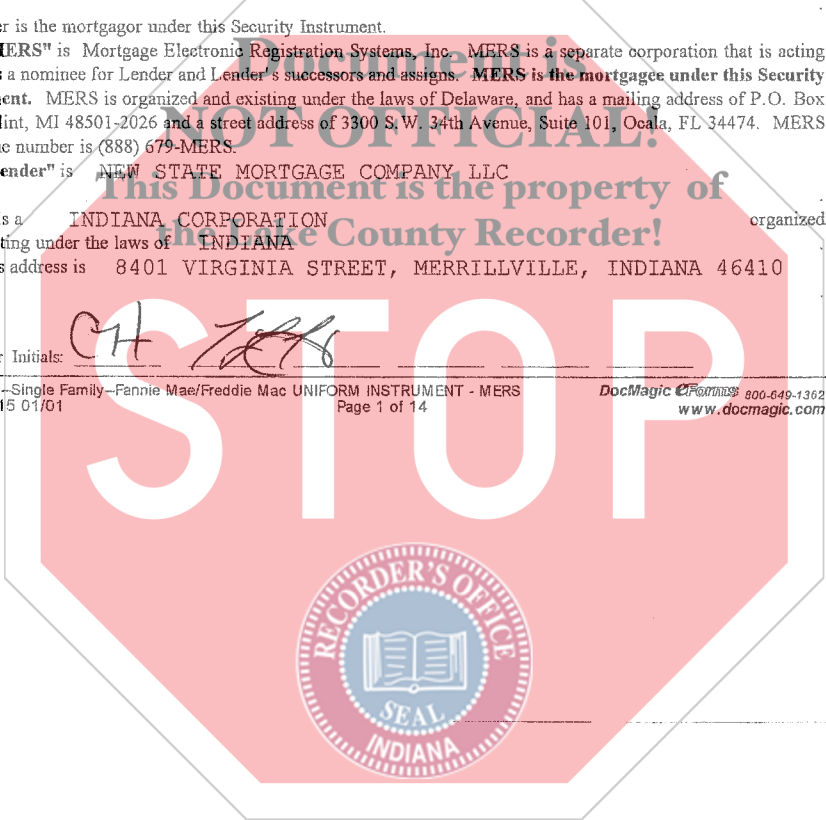 er is the mortgagor under this Security Instrument.
MERS" is Mortgage Electronic Registration Systems, Inc. MERS is a separate corporation that is acting
s a nominee for Lender and Lender's successors and assigns. MERS is the mortgagee under this Security
ent. MERS is organized and existing under the laws of Delaware, and has a mailing address of P.O. Box
lint, MI 48501-2026 and a street address of 3300 S.W. 34th Avenue, Suite 101, Ocala, FL 34474. MERS
e number is (888) 679-MERS.
ender" is NEW STATE MORTGAGE COMPANY LLC
s a INDIANA CORPORATION organized
ting under the laws of INDIANA
s address is 8401 VIRGINIA STREET, MERRILLVILLE, INDIANA 46410
Document is
NOT OFFICIAL!
This Document is the property of
the Lake County Recorder!
STOP
r Initials: CH
--Single Family--Fannie Mae/Freddie Mac UNIFORM INSTRUMENT - MERS
15 01/01 Page 1 of 14
DocMagic eForms 800-649-1362
www.docmagic.com
RECORDER'S OFFICE
SEAL
INDIANA